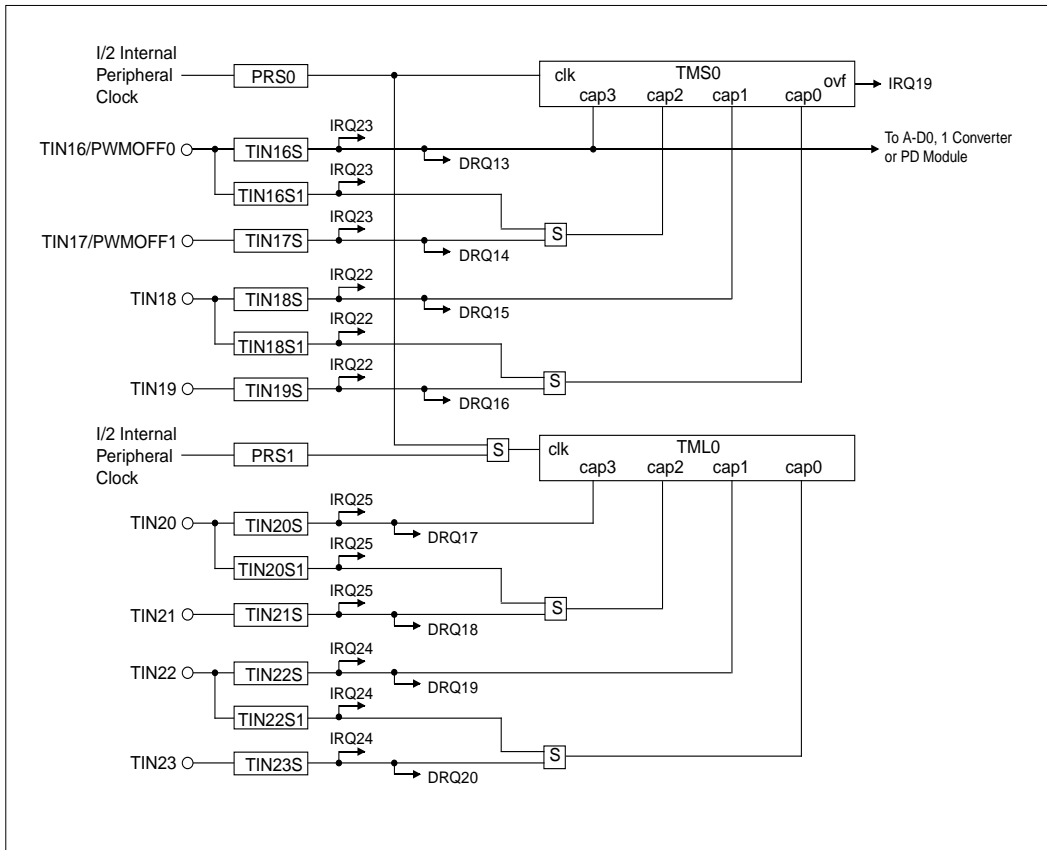 I/2 Internal
Peripheral
Clock
PRS0
clk
TMS0
ovf
cap3
cap2
cap1
cap0
IRQ19
TIN16/PWMOFF0
TIN16S
IRQ23
DRQ13
To A-D0, 1 Converter
or PD Module
TIN16S1
IRQ23
S
TIN17/PWMOFF1
TIN17S
IRQ23
DRQ14
TIN18
TIN18S
IRQ22
DRQ15
TIN18S1
IRQ22
S
TIN19
TIN19S
IRQ22
DRQ16
I/2 Internal
Peripheral
Clock
PRS1
S
clk
TML0
cap3
cap2
cap1
cap0
TIN20
TIN20S
IRQ25
DRQ17
TIN20S1
IRQ25
S
TIN21
TIN21S
IRQ25
DRQ18
TIN22
TIN22S
IRQ24
DRQ19
TIN22S1
IRQ24
S
TIN23
TIN23S
IRQ24
DRQ20